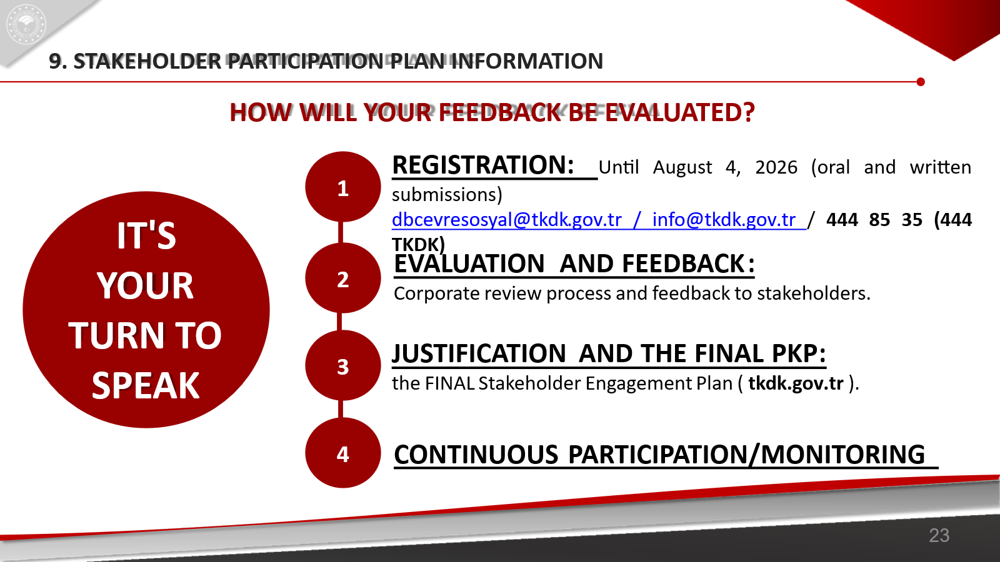 9. STAKEHOLDER PARTICIPATION PLAN INFORMATION
HOW WILL YOUR FEEDBACK BE EVALUATED?
IT'S
YOUR
TURN TO
SPEAK
1
REGISTRATION: Until August 4, 2026 (oral and written
submissions)
dbcevresosyal@tkdk.gov.tr / info@tkdk.gov.tr / 444 85 35 (444
TKDK)
2
EVALUATION AND FEEDBACK:
Corporate review process and feedback to stakeholders.
3
JUSTIFICATION AND THE FINAL PKP:
the FINAL Stakeholder Engagement Plan ( tkdk.gov.tr ).
4
CONTINUOUS PARTICIPATION/MONITORING
23